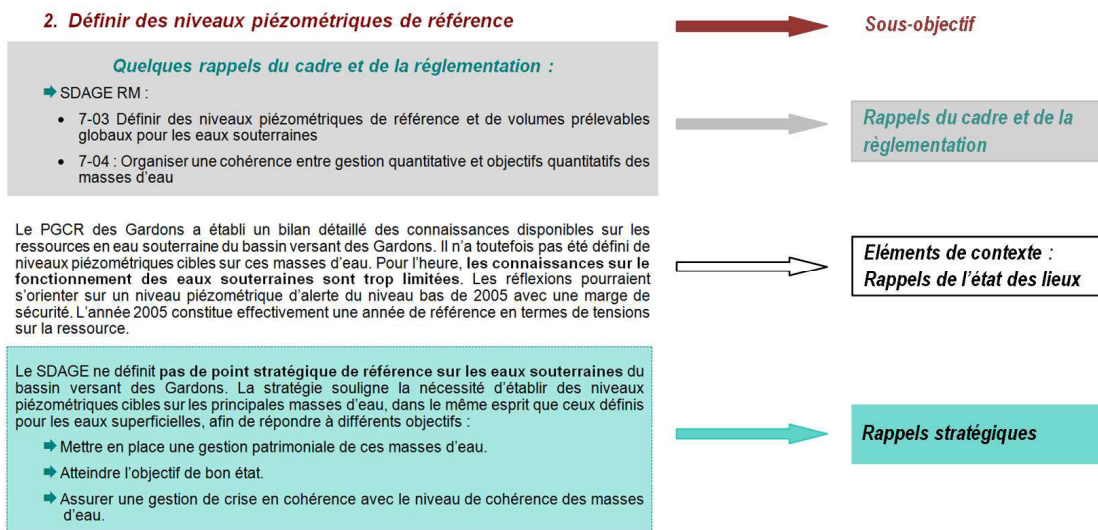 2. Définir des niveaux piézométriques de référence
Sous-objectif
Quelques rappels du cadre et de la réglementation :
SDAGE RM :
• 7-03 Définir des niveaux piézométriques de référence et de volumes prélevables
globaux pour les eaux souterraines
• 7-04 : Organiser une cohérence entre gestion quantitative et objectifs quantitatifs des
masses d'eau
Rappels du cadre et de la
règlementation
Le PGCR des Gardons a établi un bilan détaillé des connaissances disponibles sur les
ressources en eau souterraine du bassin versant des Gardons. Il n'a toutefois pas été défini de
niveaux piézométriques cibles sur ces masses d'eau. Pour l'heure, les connaissances sur le
fonctionnement des eaux souterraines sont trop limitées. Les réflexions pourraient
s'orienter sur un niveau piézométrique d'alerte du niveau bas de 2005 avec une marge de
sécurité. L'année 2005 constitue effectivement une année de référence en termes de tensions
sur la ressource.
Eléments de contexte :
Rappels de l'état des lieux
Le SDAGE ne définit pas de point stratégique de référence sur les eaux souterraines du
bassin versant des Gardons. La stratégie souligne la nécessité d'établir des niveaux
piézométriques cibles sur les principales masses d'eau, dans le même esprit que ceux définis
pour les eaux superficielles, afin de répondre à différents objectifs :
Mettre en place une gestion patrimoniale de ces masses d'eau.
Atteindre l'objectif de bon état.
Assurer une gestion de crise en cohérence avec le niveau de cohérence des masses
d'eau.
Rappels stratégiques